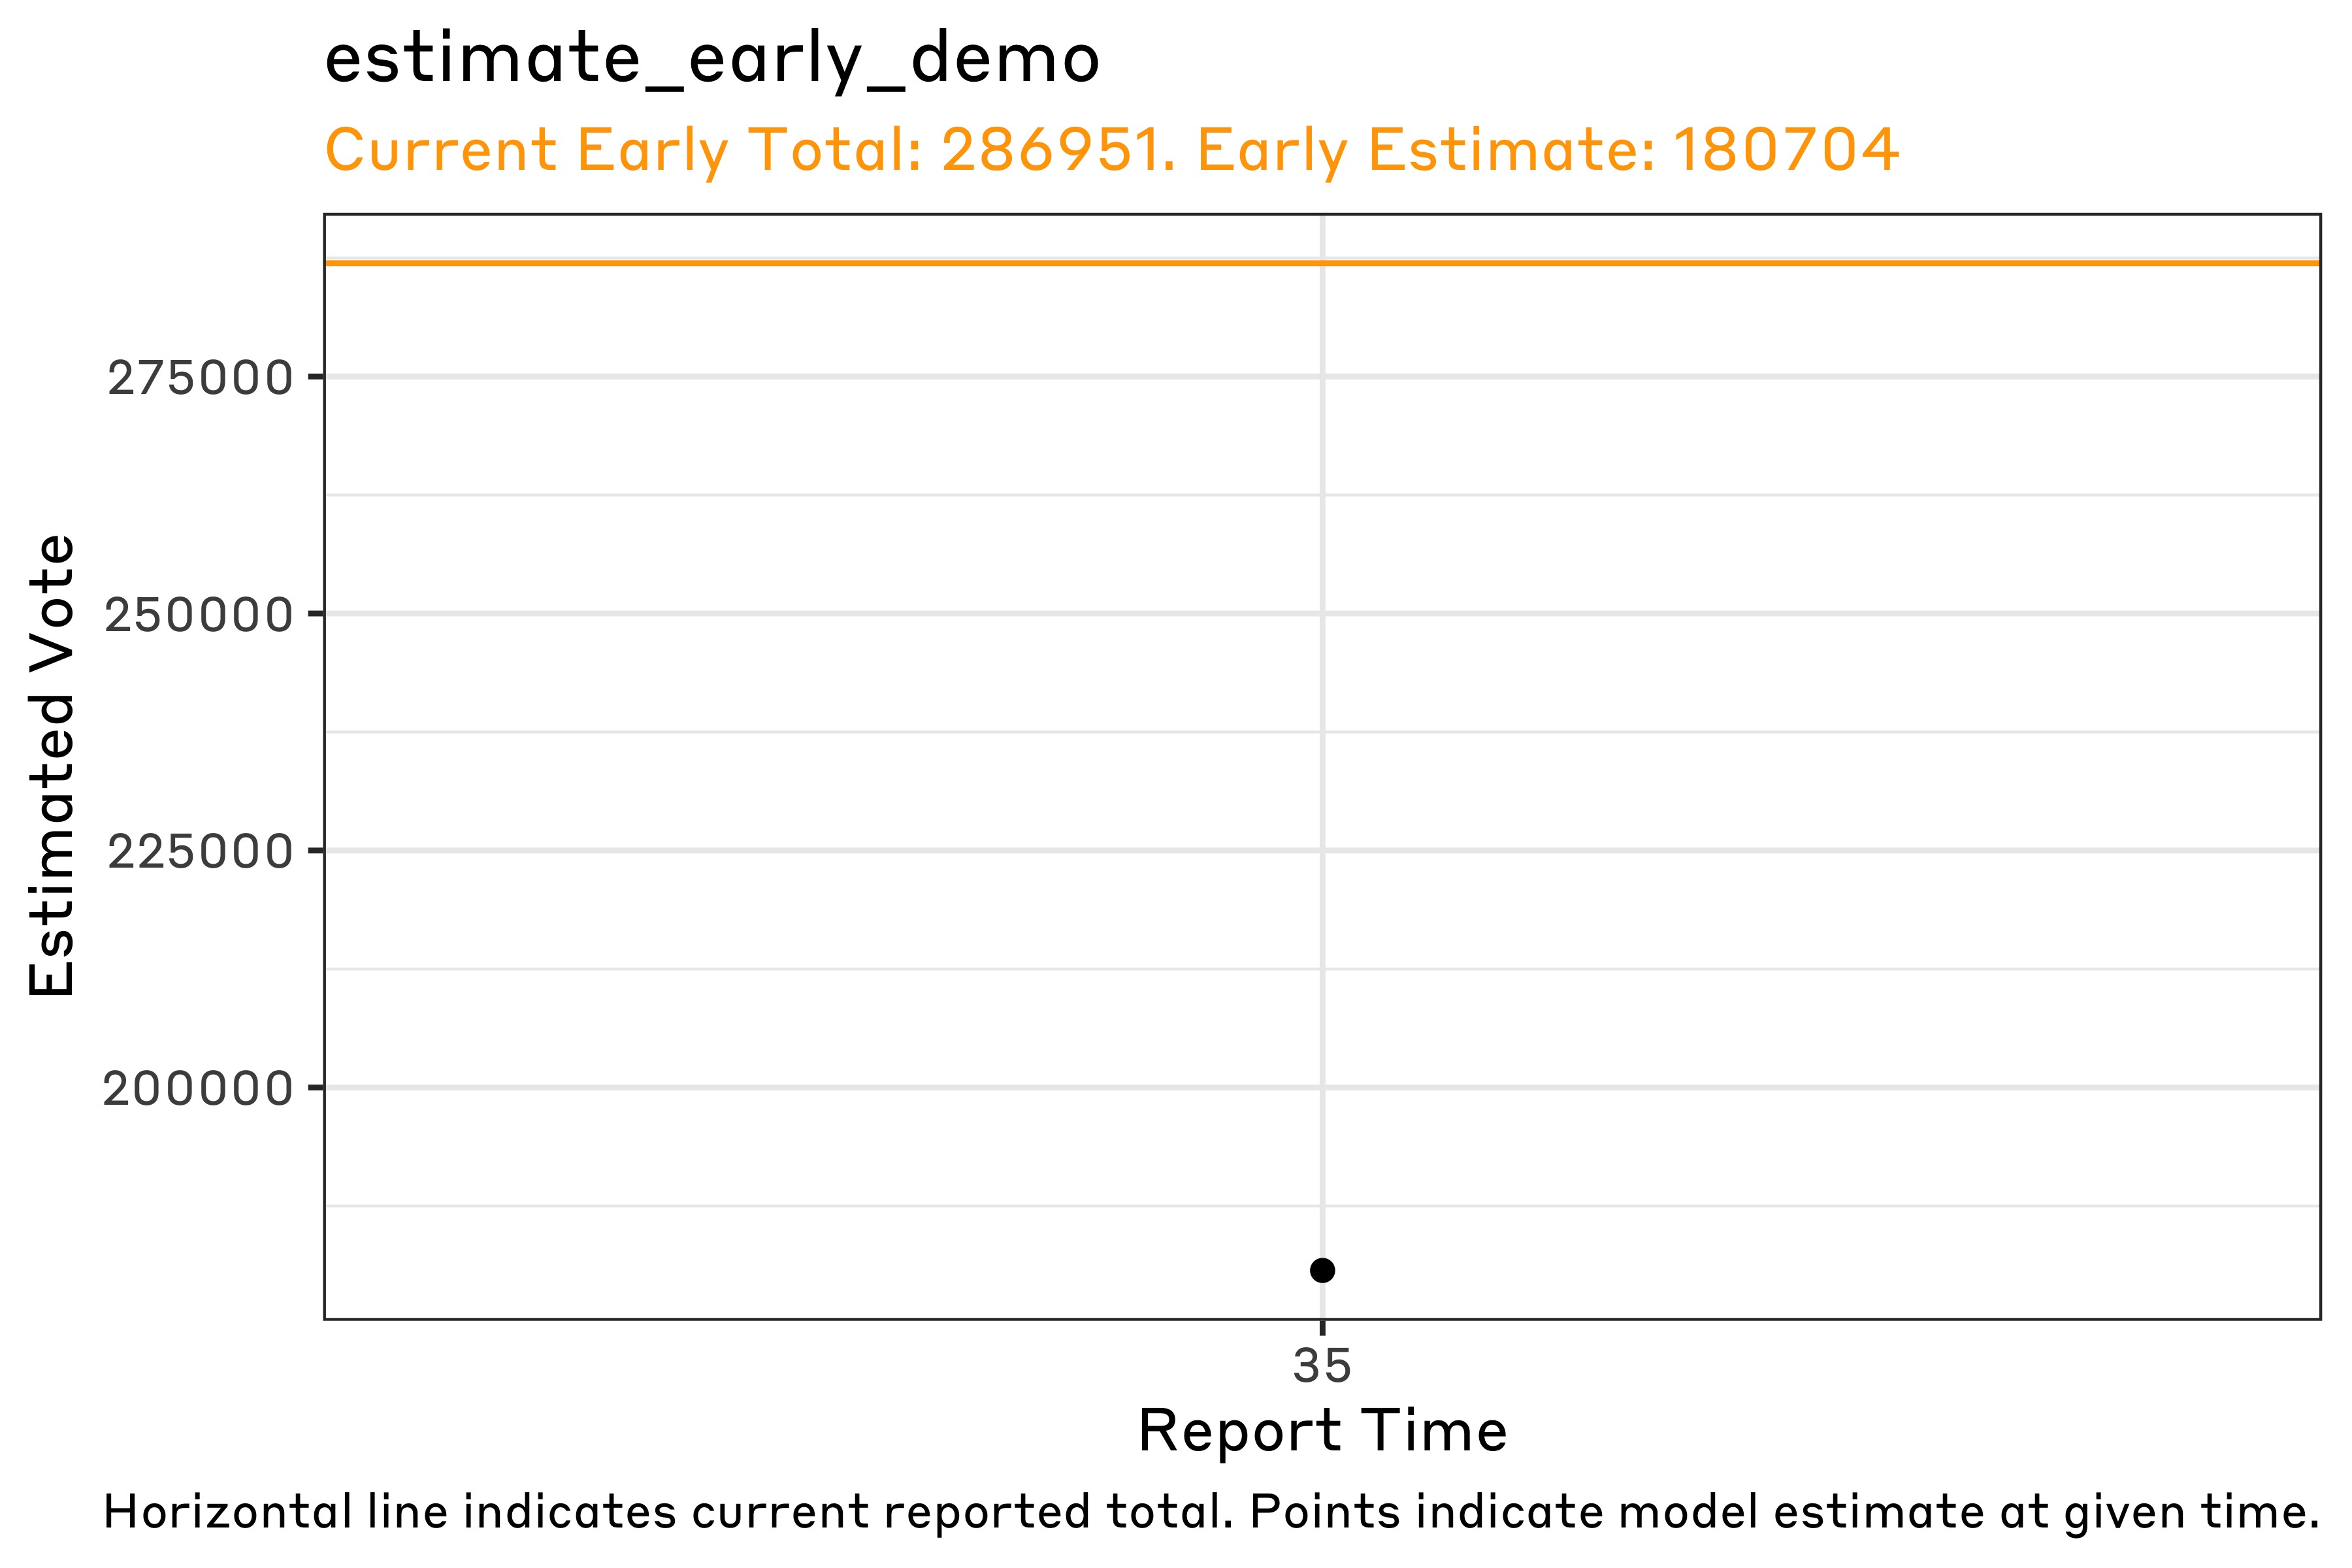 estimate_early_demo
Current Early Total: 286951. Early Estimate: 180704
Estimated Vote
275000
250000
225000
200000
35
Report Time
Horizontal line indicates current reported total. Points indicate model estimate at given time.